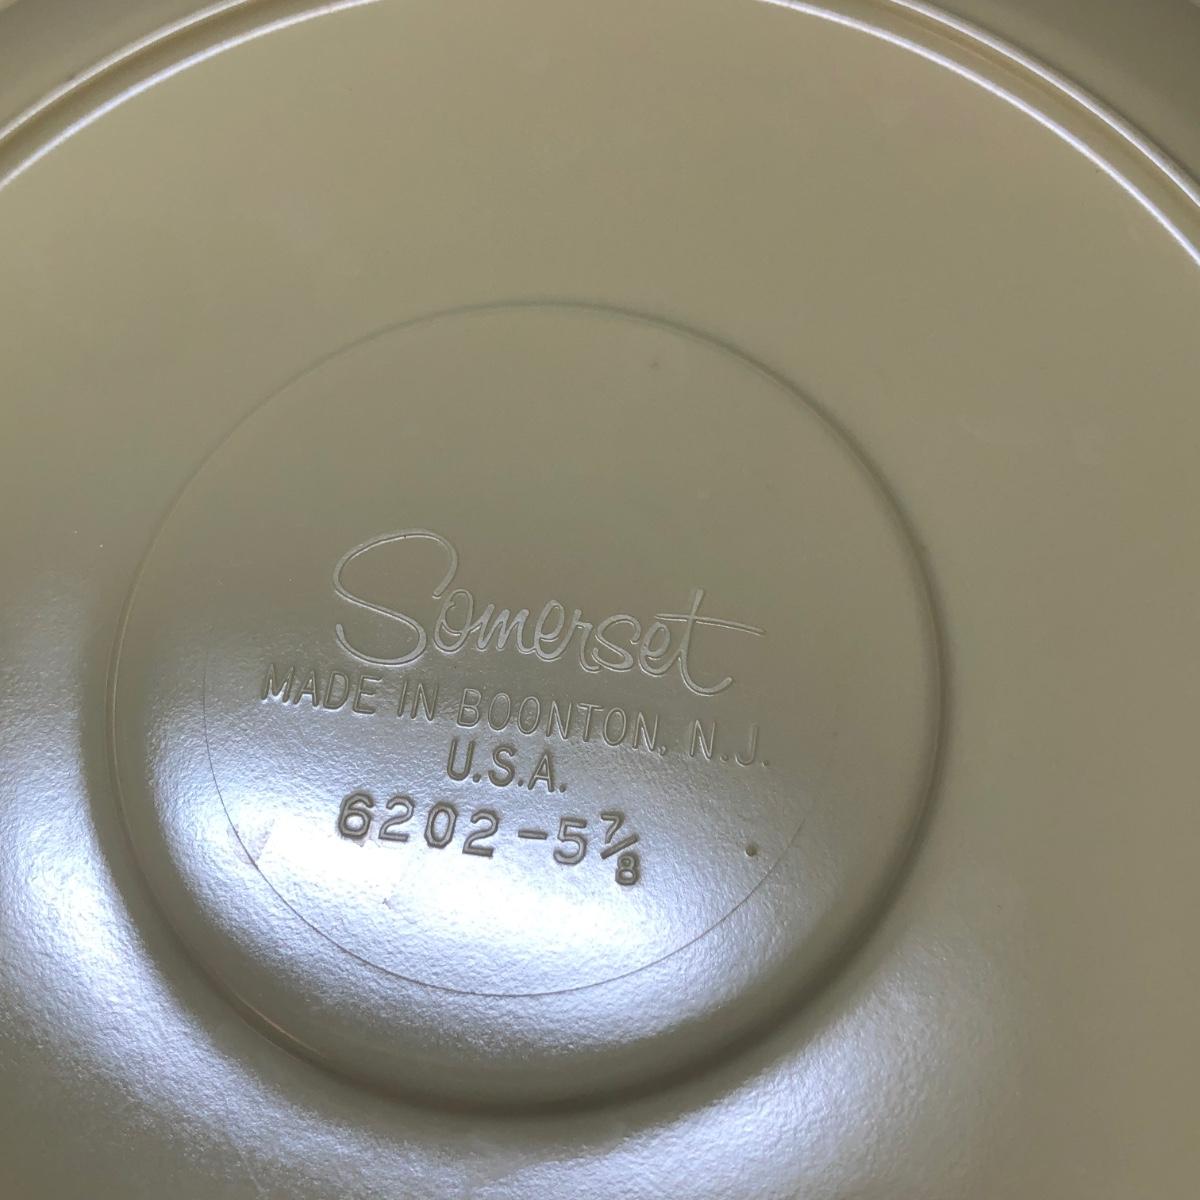 Somerset
MADE IN BOONTON, N.J.
U.S.A.
6202-5⅞